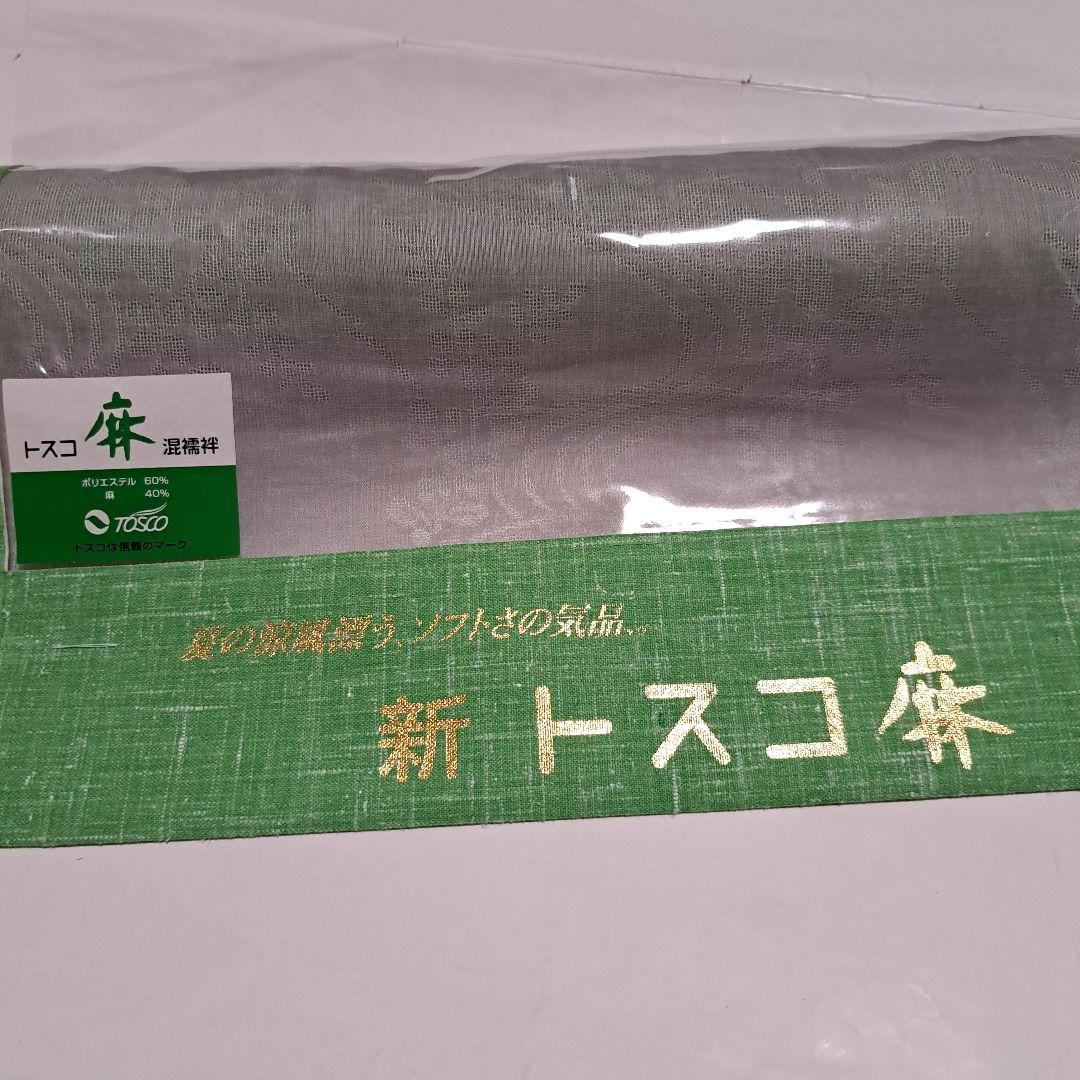 トスコ 麻 混襦袢
ポリエステル 60%
麻 40%
TOSCO
トスコは信頼のマーク
夏の涼風漂う、ソフトさの気品、。
新 トスコ麻